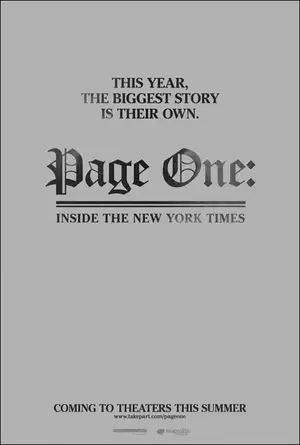 THIS YEAR,
THE BIGGEST STORY
IS THEIR OWN.
Page One:
INSIDE THE NEW YORK TIMES
COMING TO THEATERS THIS SUMMER
www.takepart.com/pageone